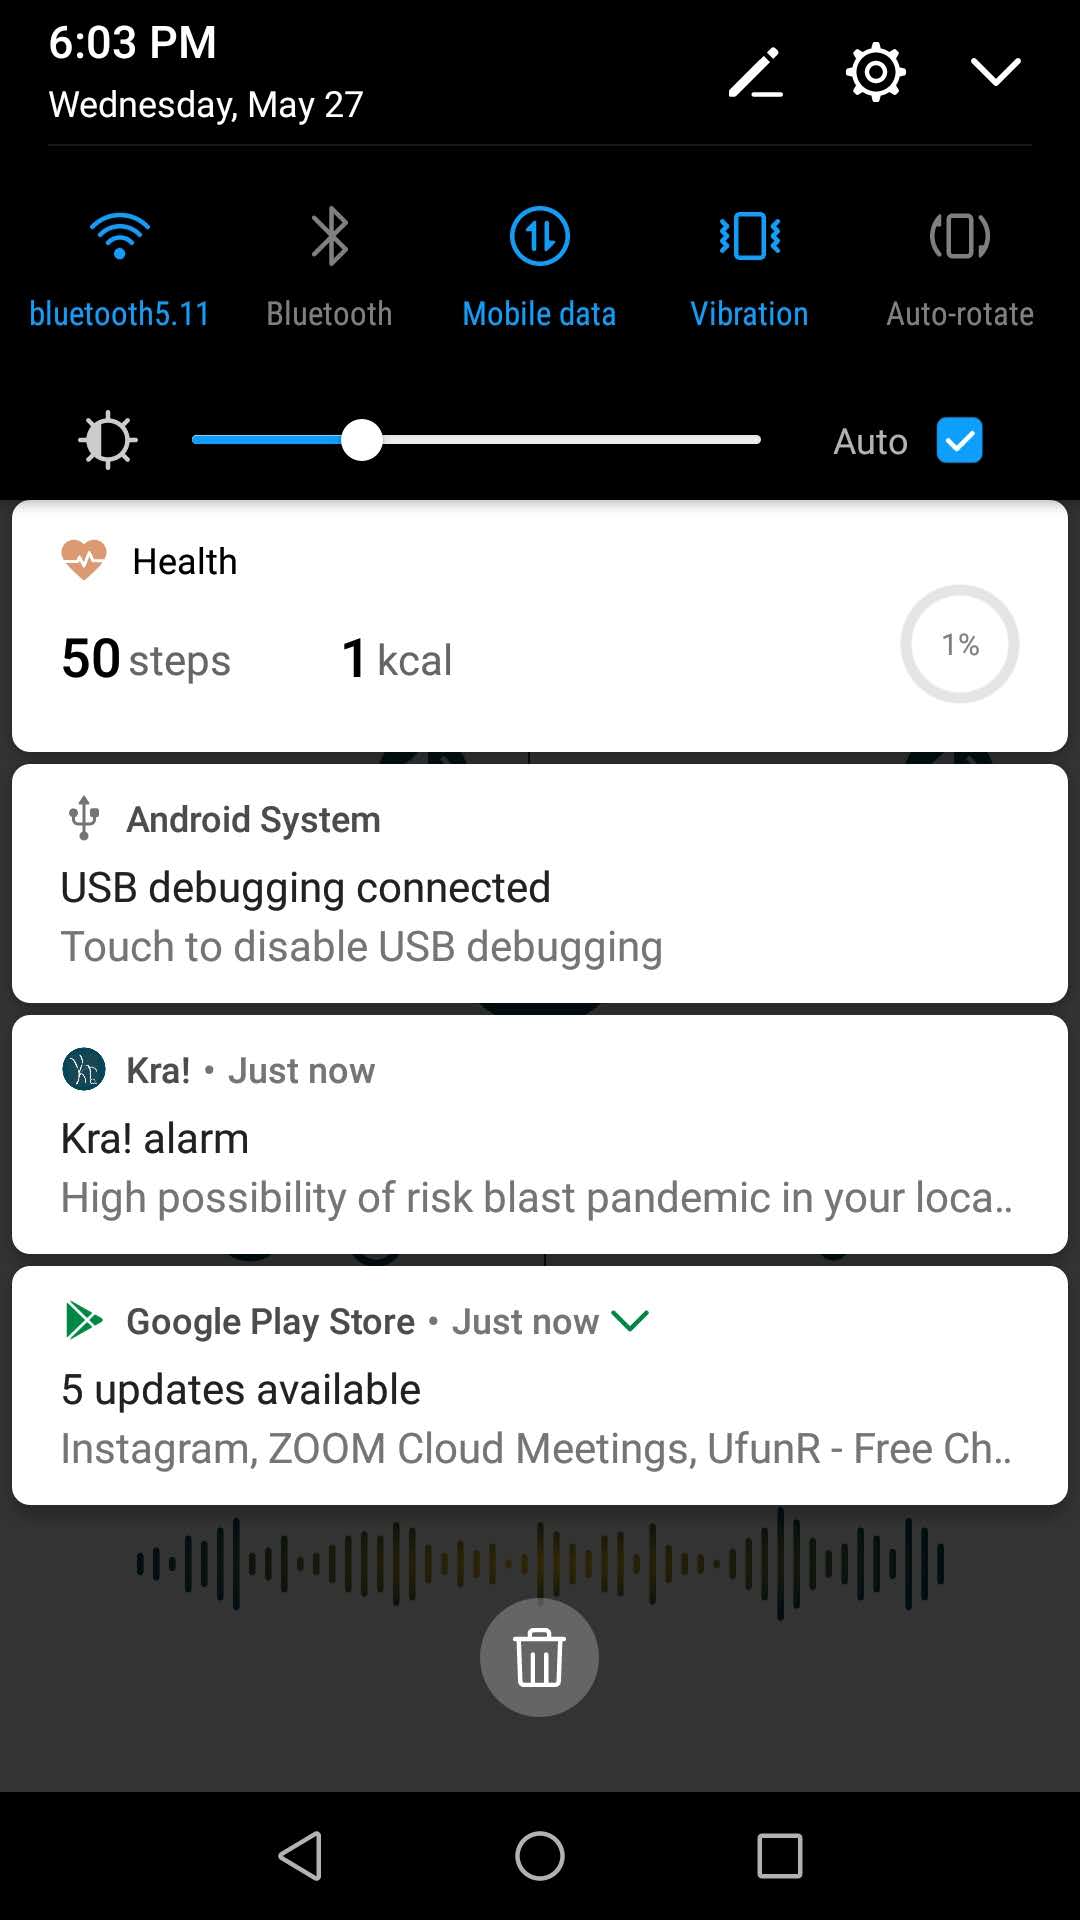 6:03 PM
Wednesday, May 27
bluetooth5.11
Bluetooth
Mobile data
Vibration
Auto-rotate
Auto
Health
50 steps 1 kcal
1%
Android System
USB debugging connected
Touch to disable USB debugging
Kra! • Just now
Kra! alarm
High possibility of risk blast pandemic in your loca..
Google Play Store • Just now
5 updates available
Instagram, ZOOM Cloud Meetings, UfunR - Free Ch..